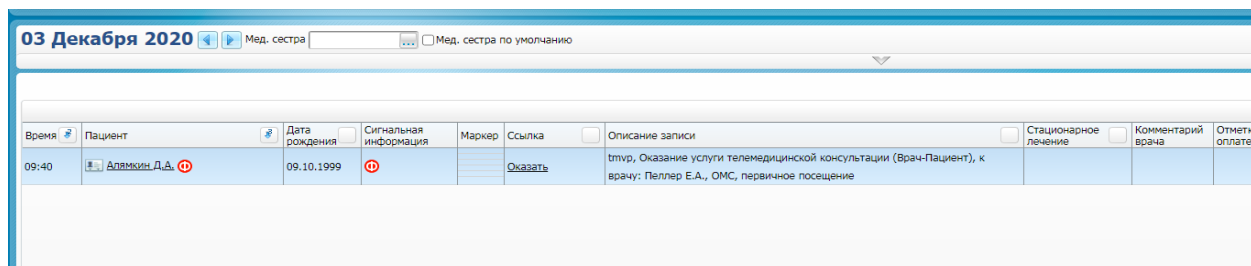 03 Декабря 2020 Мед. сестра ... Мед. сестра по умолчанию
Время Пациент Дата рождения Сигнальная информация Маркер Ссылка Описание записи Стационарное лечение Комментарий врача
09:40 Алямкин Д.А. 09.10.1999 Оказать tmvp, Оказание услуги телемедицинской консультации (Врач-Пациент), к
врачу: Пеллер Е.А., ОМС, первичное посещение